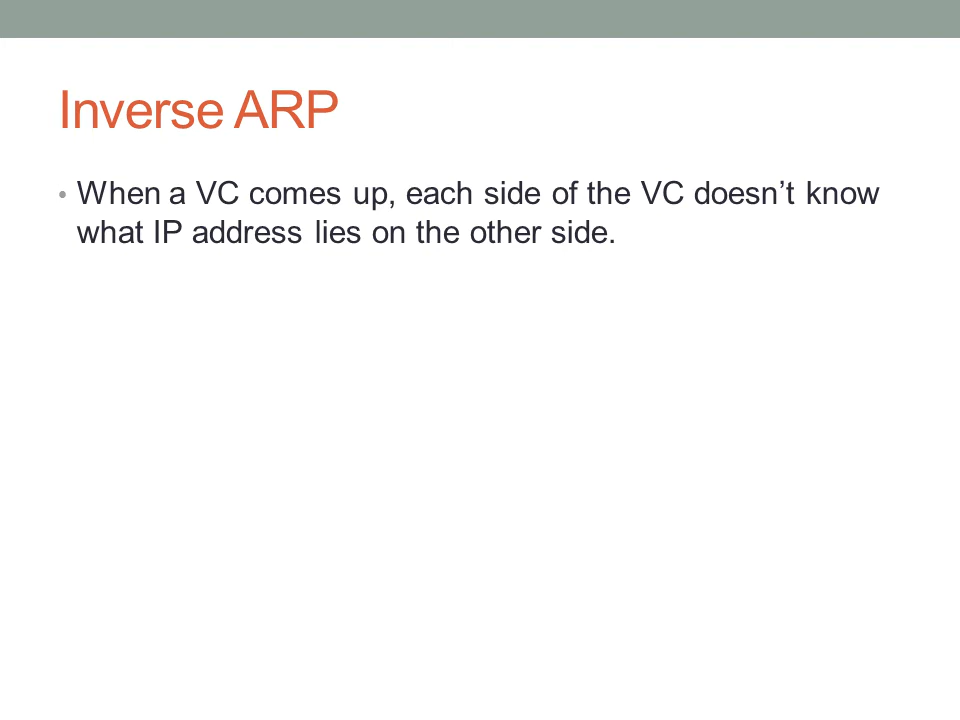 Inverse ARP
• When a VC comes up, each side of the VC doesn’t know
what IP address lies on the other side.